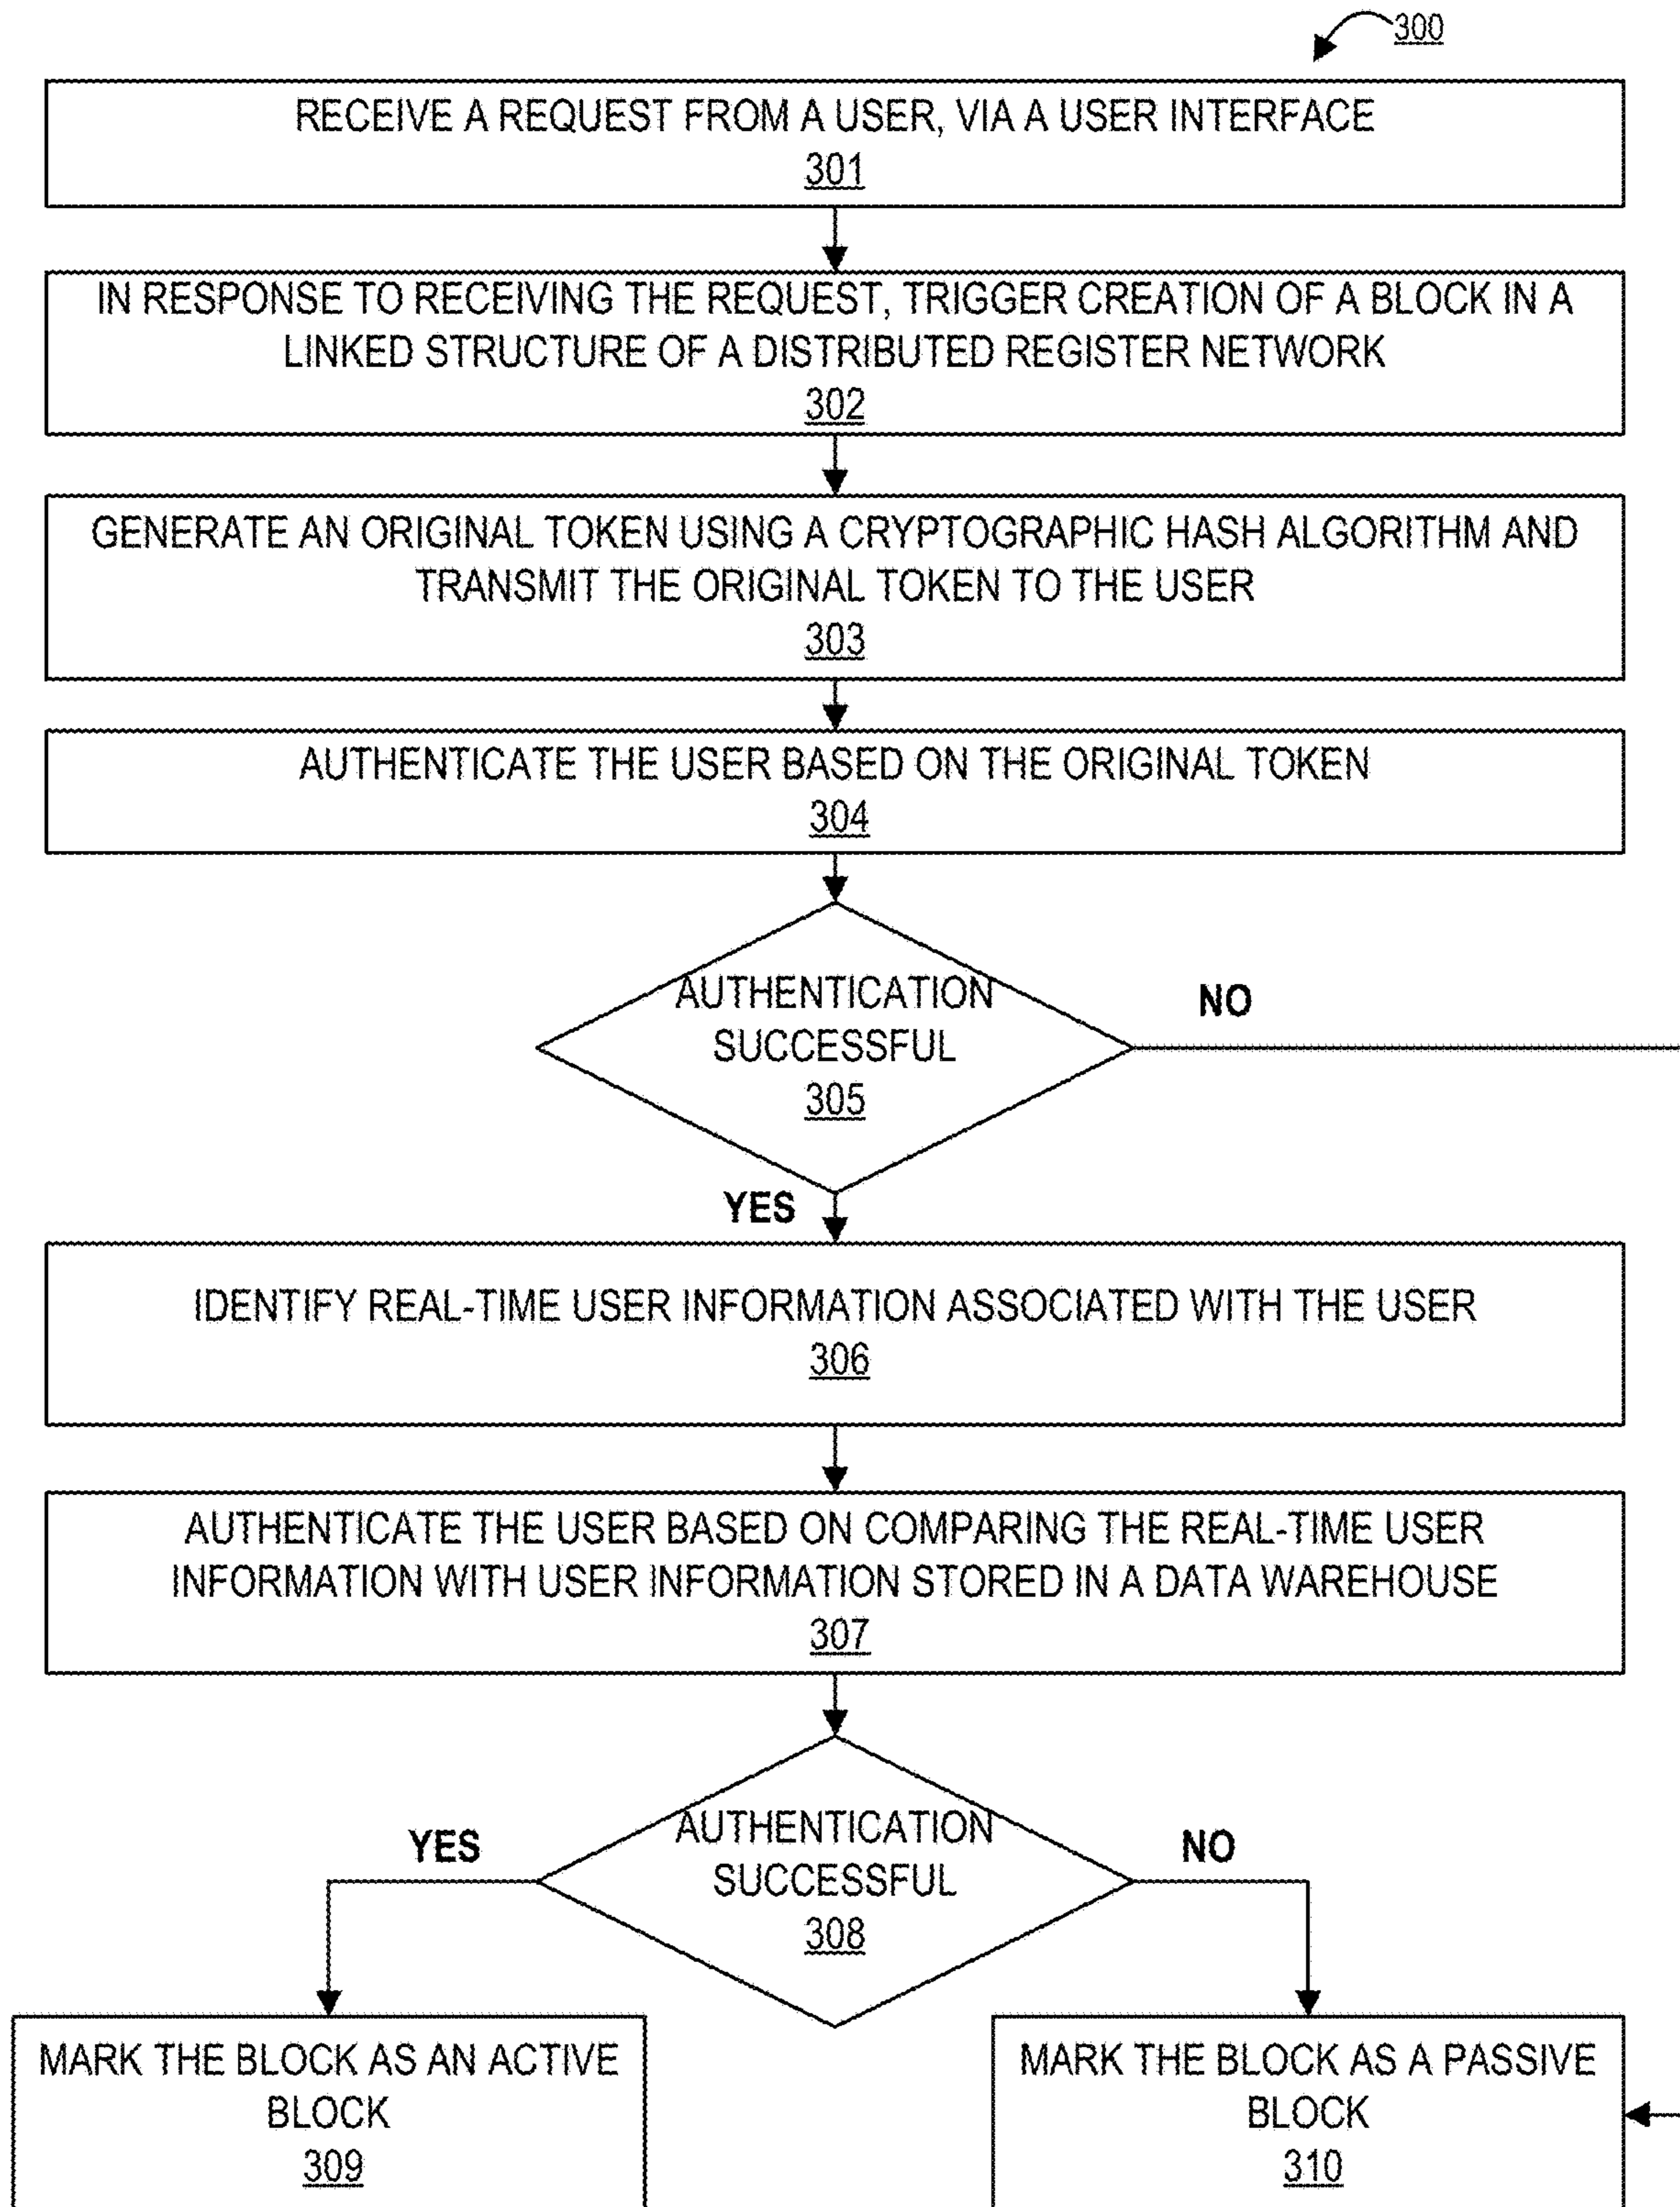 300
RECEIVE A REQUEST FROM A USER, VIA A USER INTERFACE
301
IN RESPONSE TO RECEIVING THE REQUEST, TRIGGER CREATION OF A BLOCK IN A
LINKED STRUCTURE OF A DISTRIBUTED REGISTER NETWORK
302
GENERATE AN ORIGINAL TOKEN USING A CRYPTOGRAPHIC HASH ALGORITHM AND
TRANSMIT THE ORIGINAL TOKEN TO THE USER
303
AUTHENTICATE THE USER BASED ON THE ORIGINAL TOKEN
304
AUTHENTICATION
SUCCESSFUL
305
NO
YES
IDENTIFY REAL-TIME USER INFORMATION ASSOCIATED WITH THE USER
306
AUTHENTICATE THE USER BASED ON COMPARING THE REAL-TIME USER
INFORMATION WITH USER INFORMATION STORED IN A DATA WAREHOUSE
307
AUTHENTICATION
SUCCESSFUL
308
YES
NO
MARK THE BLOCK AS AN ACTIVE
BLOCK
309
MARK THE BLOCK AS A PASSIVE
BLOCK
310